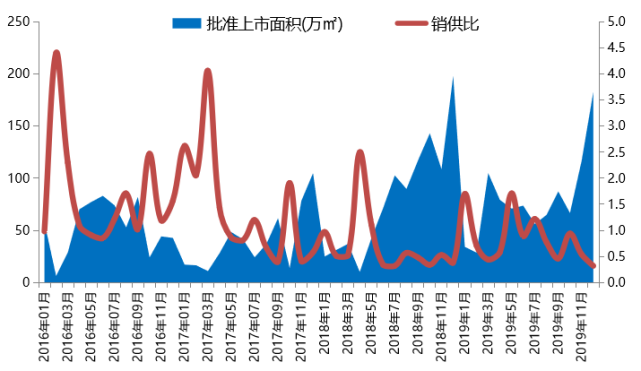 批准上市面积(万㎡) 销供比
250
200
150
100
50
0
5.0
4.5
4.0
3.5
3.0
2.5
2.0
1.5
1.0
0.5
0.0
2016年01月
2016年03月
2016年05月
2016年07月
2016年09月
2016年11月
2017年01月
2017年03月
2017年05月
2017年07月
2017年09月
2017年11月
2018年1月
2018年3月
2018年5月
2018年7月
2018年9月
2018年11月
2019年1月
2019年3月
2019年5月
2019年7月
2019年9月
2019年11月